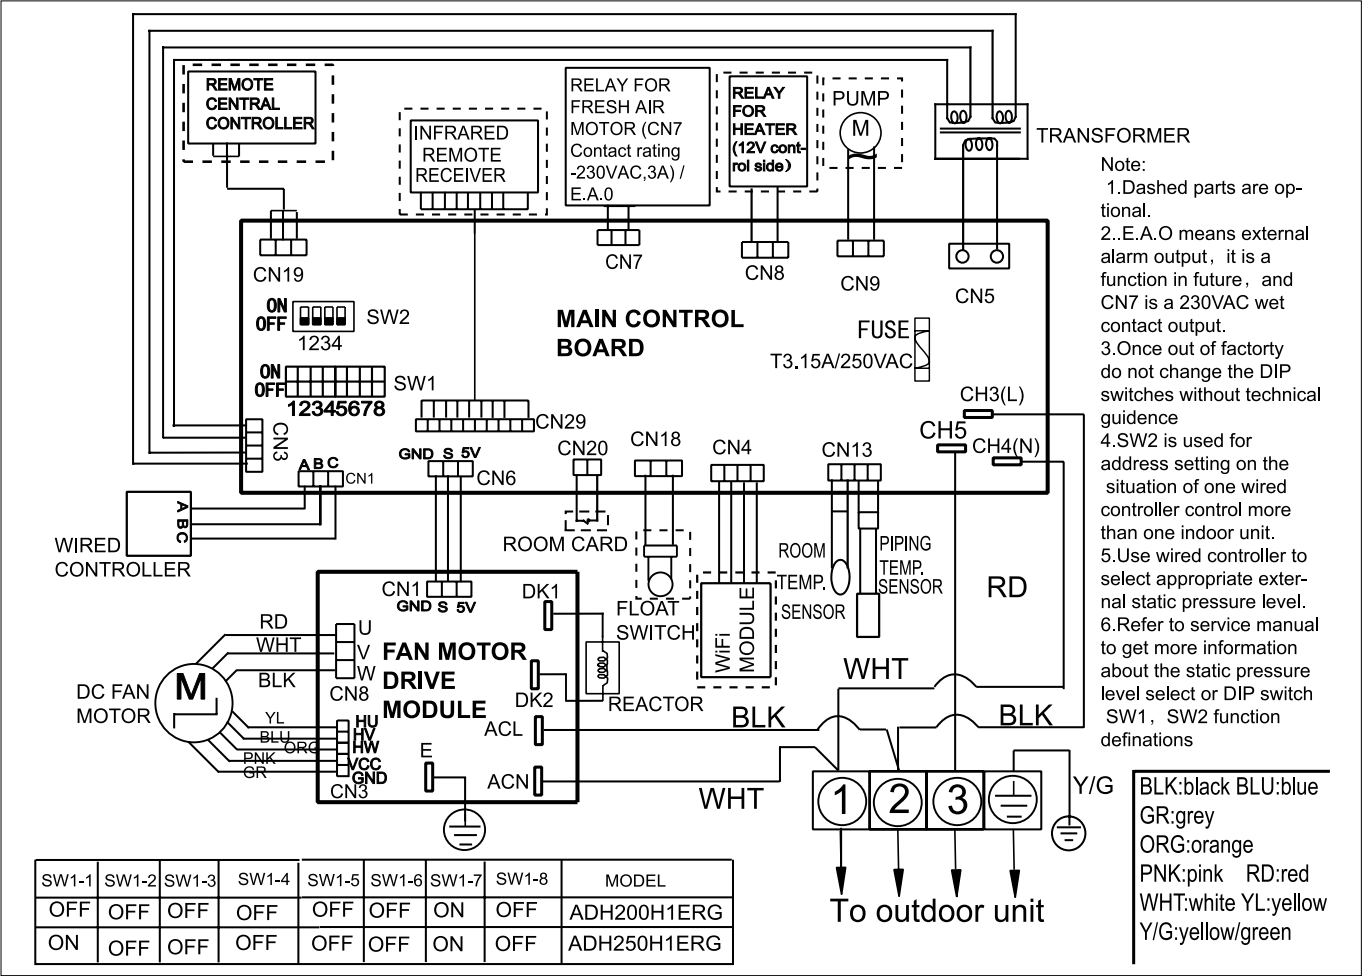 REMOTE
CENTRAL
CONTROLLER
INFRARED
REMOTE
RECEIVER
RELAY FOR
FRESH AIR
MOTOR (CN7
Contact rating
-230VAC,3A) /
E.A.0
RELAY
FOR
HEATER
(12V cont-
rol side)
PUMP
M
TRANSFORMER
Note:
1.Dashed parts are op-
tional.
2..E.A.O means external
alarm output, it is a
function in future, and
CN7 is a 230VAC wet
contact output.
3.Once out of factorty
do not change the DIP
switches without technical
guidence
4.SW2 is used for
address setting on the
situation of one wired
controller control more
than one indoor unit.
5.Use wired controller to
select appropriate exter-
nal static pressure level.
6.Refer to service manual
to get more information
about the static pressure
level select or DIP switch
SW1, SW2 function
definations
CN19
CN7
CN8
CN9
CN5
ON
OFF
SW2
1234
MAIN CONTROL
BOARD
FUSE
T3.15A/250VAC
ON
OFF
SW1
12345678
CN29
CH3(L)
CH5
CH4(N)
CN3
A B C
CN1
GND S 5V
CN6
CN20
CN18
CN4
CN13
A B C
WIRED
CONTROLLER
ROOM CARD
FLOAT
SWITCH
WiFi
MODULE
ROOM
TEMP.
SENSOR
PIPING
TEMP.
SENSOR
RD
WHT
BLK
BLK
WHT
CN1
GND S 5V
DK1
DK2
REACTOR
FAN MOTOR
DRIVE
MODULE
U
V
W
CN8
RD
WHT
BLK
DC FAN
MOTOR
M
YL
BLU
ORG
PNK
GR
HU
HV
HW
VCC
GND
CN3
E
ACL
ACN
1
2
3
Y/G
To outdoor unit
BLK:black BLU:blue
GR:grey
ORG:orange
PNK:pink RD:red
WHT:white YL:yellow
Y/G:yellow/green
SW1-1 SW1-2 SW1-3 SW1-4 SW1-5 SW1-6 SW1-7 SW1-8 MODEL
OFF OFF OFF OFF OFF OFF ON OFF ADH200H1ERG
ON OFF OFF OFF OFF OFF ON OFF ADH250H1ERG